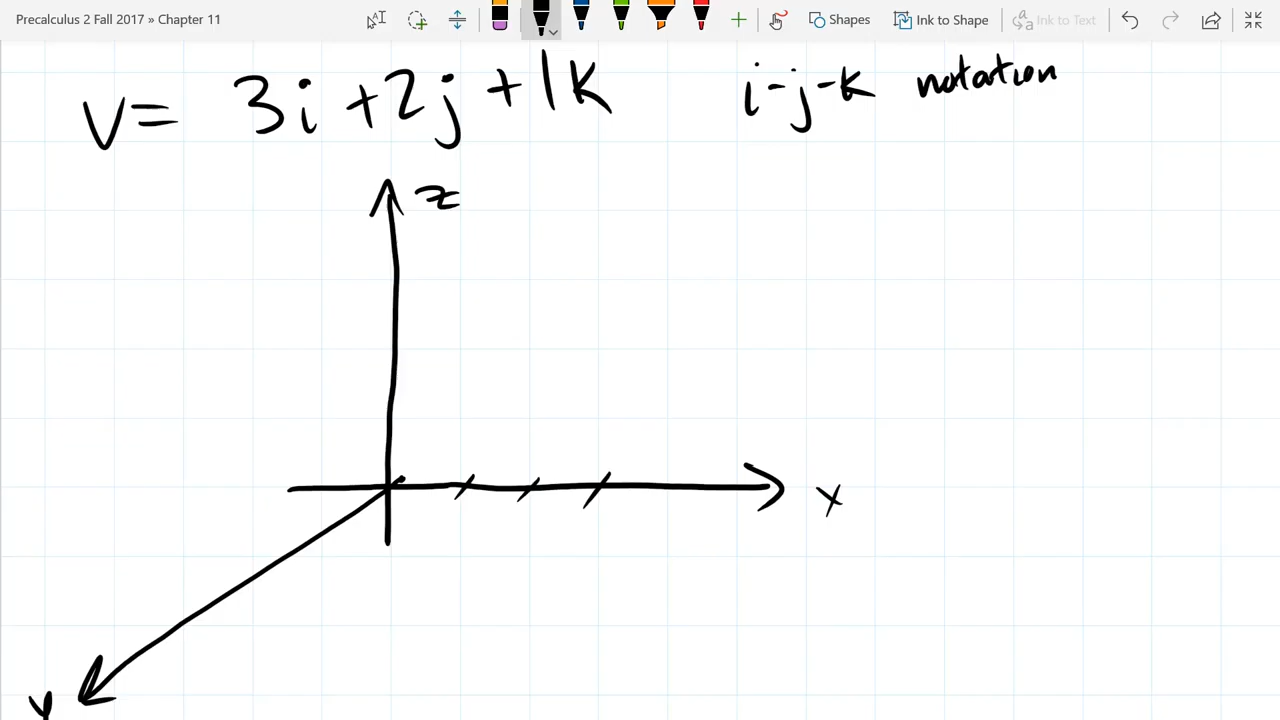 Precalculus 2 Fall 2017 » Chapter 11
Shapes
Ink to Shape
Ink to Text
v= 3i +2j +1k
i-j-k notation
z
x
y